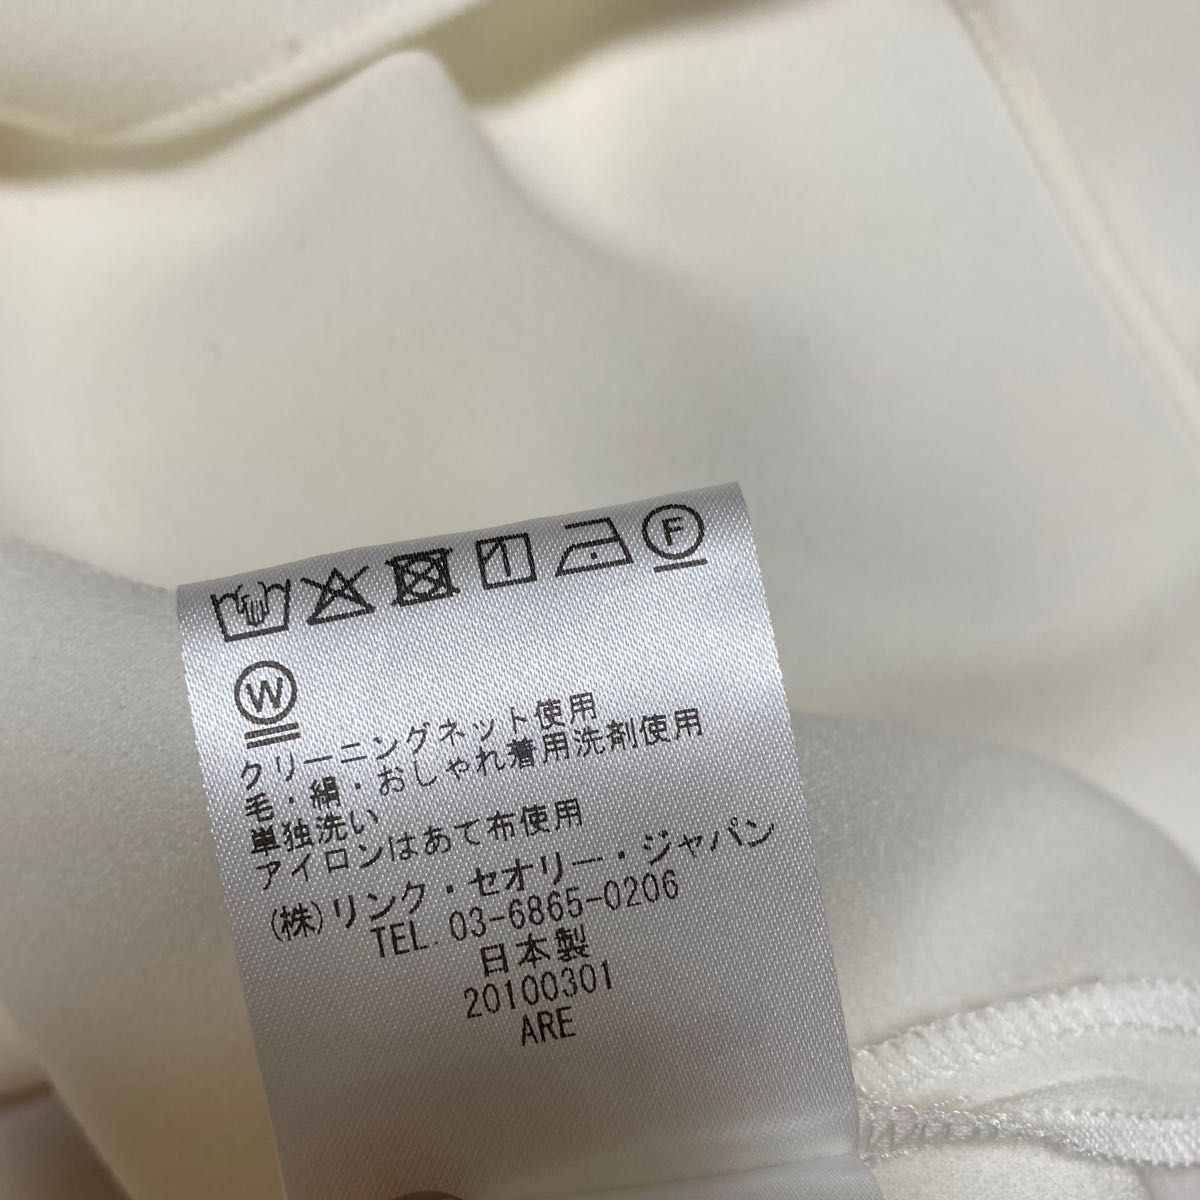 F
W
クリーニングネット使用
毛・絹・おしゃれ着用洗剤使用
単独洗い
アイロンはあて布使用
(株)リンク・セオリー・ジャパン
TEL. 03-6865-0206
日本製
20100301
ARE